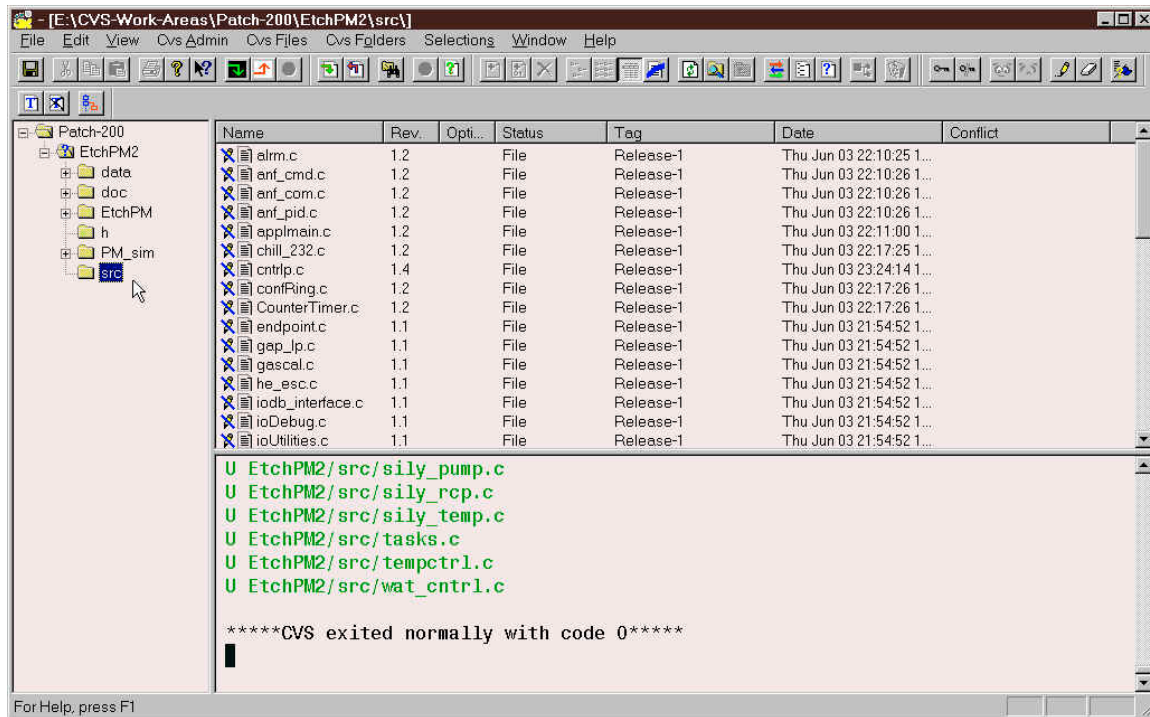 - [E:\CVS-Work-Areas\Patch-200\EtchPM2\src\]
File Edit View Cvs Admin Cvs Files Cvs Folders Selections Window Help
Patch-200
EtchPM2
data
doc
EtchPM
h
PM_sim
src
Name Rev. Opti... Status Tag Date Conflict
alrm.c 1.2 File Release-1 Thu Jun 03 22:10:25 1...
anf_cmd.c 1.2 File Release-1 Thu Jun 03 22:10:26 1...
anf_com.c 1.2 File Release-1 Thu Jun 03 22:10:26 1...
anf_pid.c 1.2 File Release-1 Thu Jun 03 22:10:26 1...
applmain.c 1.2 File Release-1 Thu Jun 03 22:11:00 1...
chill_232.c 1.2 File Release-1 Thu Jun 03 22:17:25 1...
cntrlp.c 1.4 File Release-1 Thu Jun 03 23:24:14 1...
confRing.c 1.2 File Release-1 Thu Jun 03 22:17:26 1...
CounterTimer.c 1.2 File Release-1 Thu Jun 03 22:17:26 1...
endpoint.c 1.1 File Release-1 Thu Jun 03 21:54:52 1...
gap_lp.c 1.1 File Release-1 Thu Jun 03 21:54:52 1...
gascal.c 1.1 File Release-1 Thu Jun 03 21:54:52 1...
he_esc.c 1.1 File Release-1 Thu Jun 03 21:54:52 1...
iodb_interface.c 1.1 File Release-1 Thu Jun 03 21:54:52 1...
ioDebug.c 1.1 File Release-1 Thu Jun 03 21:54:52 1...
ioUtilities.c 1.1 File Release-1 Thu Jun 03 21:54:52 1...
U EtchPM2/src/sily_pump.c
U EtchPM2/src/sily_rcp.c
U EtchPM2/src/sily_temp.c
U EtchPM2/src/tasks.c
U EtchPM2/src/tempctrl.c
U EtchPM2/src/wat_cntrl.c
*****CVS exited normally with code 0*****
For Help, press F1